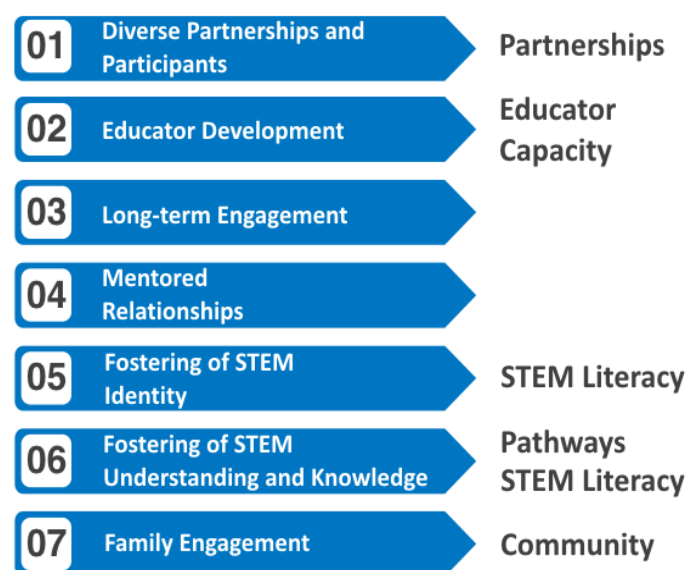 01
Diverse Partnerships and
Participants
Partnerships
02
Educator Development
Educator
Capacity
03
Long-term Engagement
04
Mentored
Relationships
05
Fostering of STEM
Identity
STEM Literacy
06
Fostering of STEM
Understanding and Knowledge
Pathways
STEM Literacy
07
Family Engagement
Community